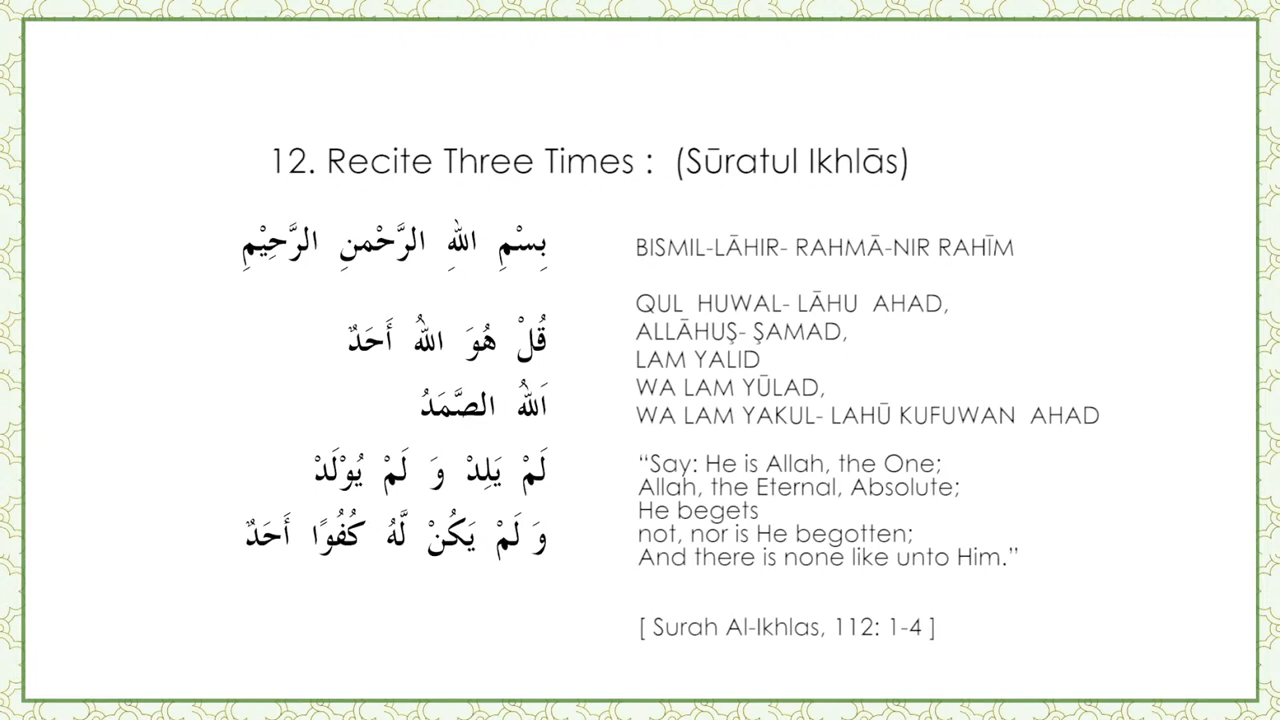 12. Recite Three Times : (Sūratul Ikhlās)
بِسْمِ اللهِ الرَّحْمنِ الرَّحِيْمِ
قُلْ هُوَ اللهُ أَحَدٌ
اَللهُ الصَّمَدُ
لَمْ يَلِدْ وَ لَمْ يُوْلَدْ
وَ لَمْ يَكُنْ لَّهُ كُفُوًا أَحَدٌ
BISMIL-LĀHIR- RAHMĀ-NIR RAHĪM
QUL HUWAL- LĀHU AHAD,
ALLĀHUŞ- ŞAMAD,
LAM YALID
WA LAM YŪLAD,
WA LAM YAKUL- LAHŪ KUFUWAN AHAD
“Say: He is Allah, the One;
Allah, the Eternal, Absolute;
He begets
not, nor is He begotten;
And there is none like unto Him.”
[ Surah Al-Ikhlas, 112: 1-4 ]